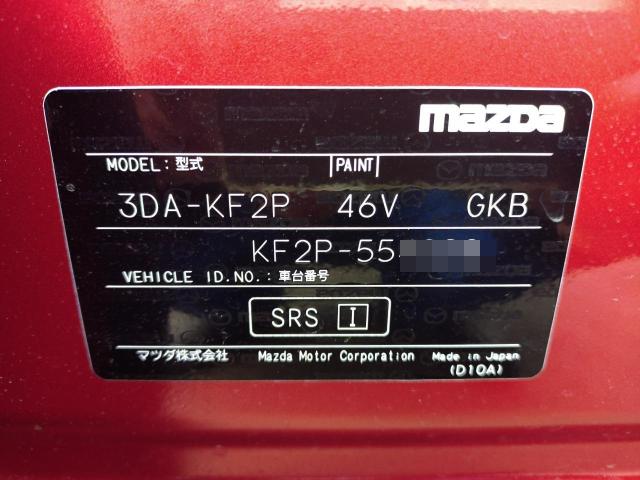 mazda
MODEL：型式 PAINT
3DA-KF2P 46V GKB
KF2P-55
VEHICLE ID.NO.：車台番号
SRS I
マツダ株式会社 Mazda Motor Corporation Made in Japan
(D10A)